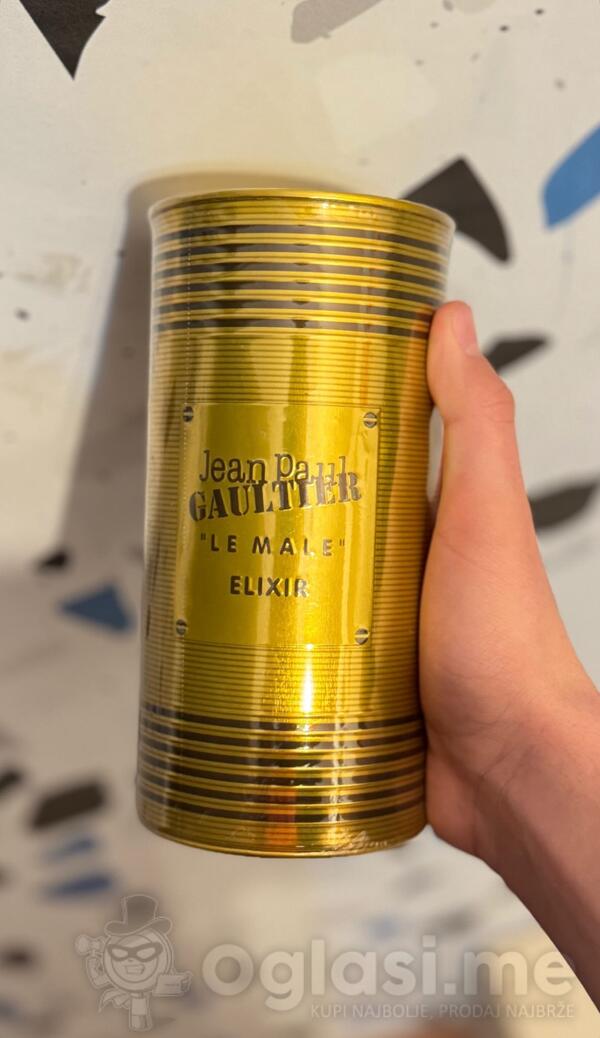 Jean Paul
GAULTIER
"LE MALE"
ELIXIR
Oglasi.me
KUPI NAJBOLJE, PRODAJ NAJBRŽE